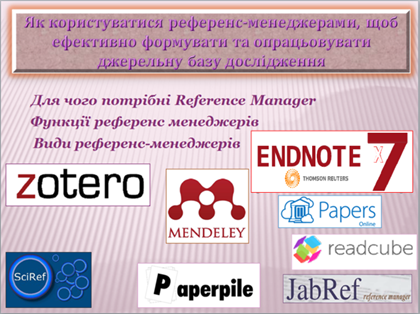 Як користуватися референс-менеджерами, щоб
ефективно формувати та опрацьовувати
джерельну базу дослідження
Для чого потрібні Reference Manager
Функції референс менеджерів
Види референс-менеджерів
zotero
MENDELEY
ENDNOTE X7
THOMSON REUTERS
Papers
Online
readcube
SciRef
Paperpile
JabRef reference manager